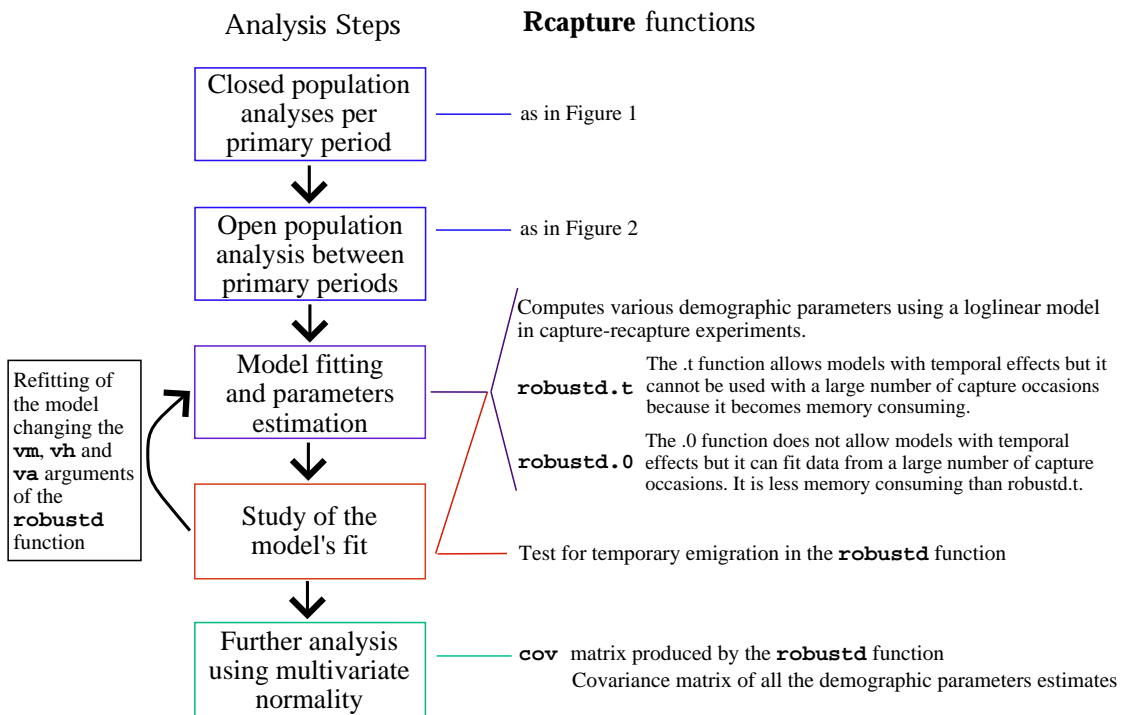 Analysis Steps
Rcapture functions
Closed population
analyses per
primary period
as in Figure 1
Open population
analysis between
primary periods
as in Figure 2
Computes various demographic parameters using a loglinear model
in capture-recapture experiments.
Model fitting
and parameters
estimation
robustd.t
The .t function allows models with temporal effects but it
cannot be used with a large number of capture occasions
because it becomes memory consuming.
robustd.0
The .0 function does not allow models with temporal
effects but it can fit data from a large number of capture
occasions. It is less memory consuming than robustd.t.
Refitting of
the model
changing the
vm, vh and
va arguments
of the
robustd
function
Study of the
model's fit
Test for temporary emigration in the robustd function
Further analysis
using multivariate
normality
cov matrix produced by the robustd function
Covariance matrix of all the demographic parameters estimates